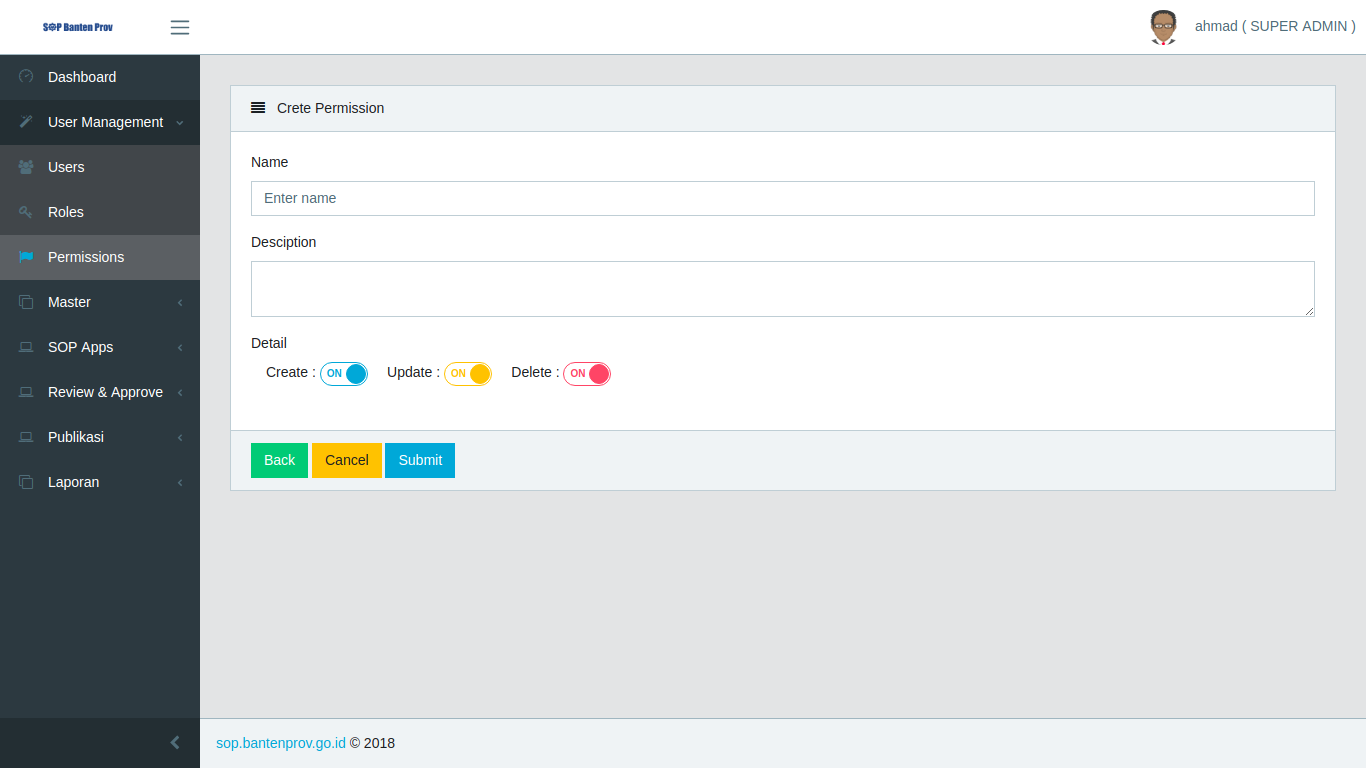 SOP Banten Prov
ahmad ( SUPER ADMIN )
Dashboard
User Management
Users
Roles
Permissions
Master
SOP Apps
Review & Approve
Publikasi
Laporan
Crete Permission
Name
Enter name
Desciption
Detail
Create : ON Update : ON Delete : ON
Back Cancel Submit
sop.bantenprov.go.id © 2018